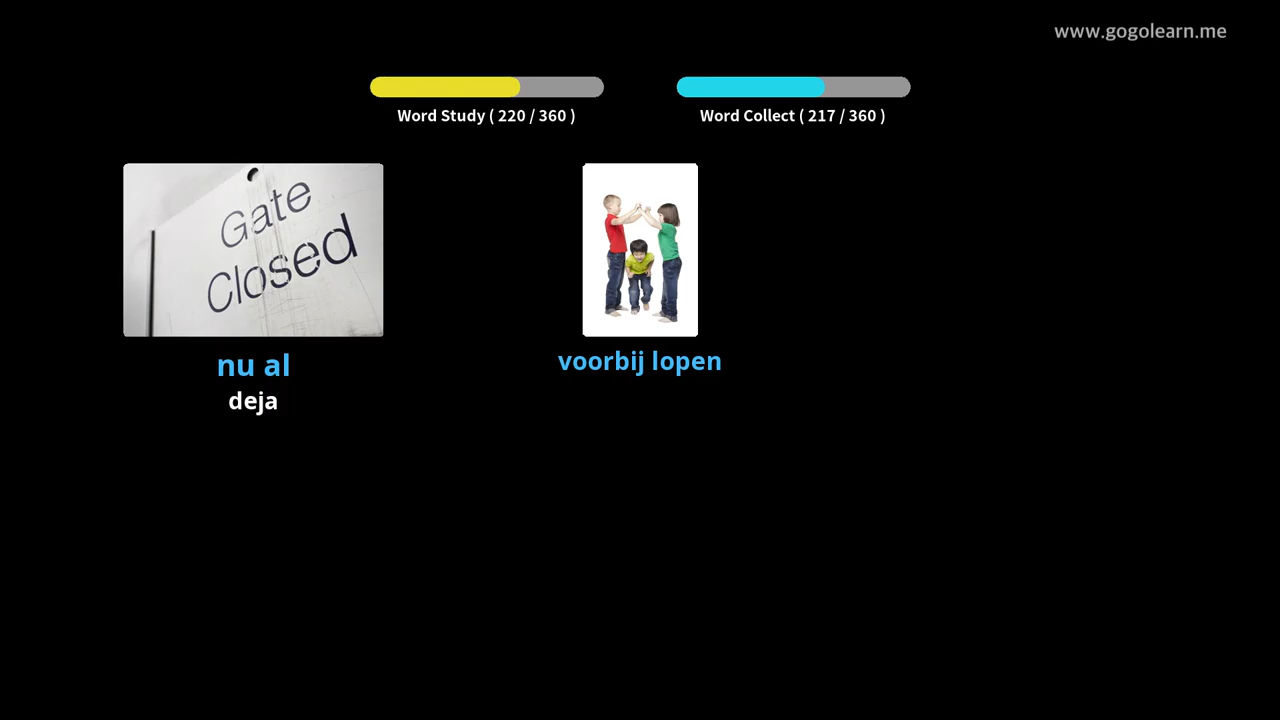 www.gogolearn.me
Word Study ( 220 / 360 )
Word Collect ( 217 / 360 )
Gate
Closed
nu al
deja
voorbij lopen